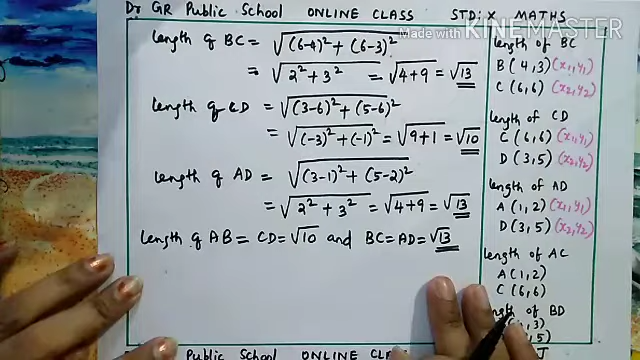 Dr GR Public School ONLINE CLASS STD: X MATHS
Made with KINEMASTER
length of BC = √(6-4)² + (6-3)²
= √2² + 3² = √4+9 = √13
length of CD = √(3-6)² + (5-6)²
= √(-3)² + (-1)² = √9+1 = √10
length of AD = √(3-1)² + (5-2)²
= √2² + 3² = √4+9 = √13
Length of AB = CD = √10 and BC = AD = √13
length of BC
B(4,3) (x₁,y₁)
C(6,6) (x₂,y₂)
length of CD
C(6,6) (x₁,y₁)
D(3,5) (x₂,y₂)
length of AD
A(1,2) (x₁,y₁)
D(3,5) (x₂,y₂)
length of AC
A(1,2)
C(6,6)
of BD
,3)
,5)
Public School ONLINE CLA